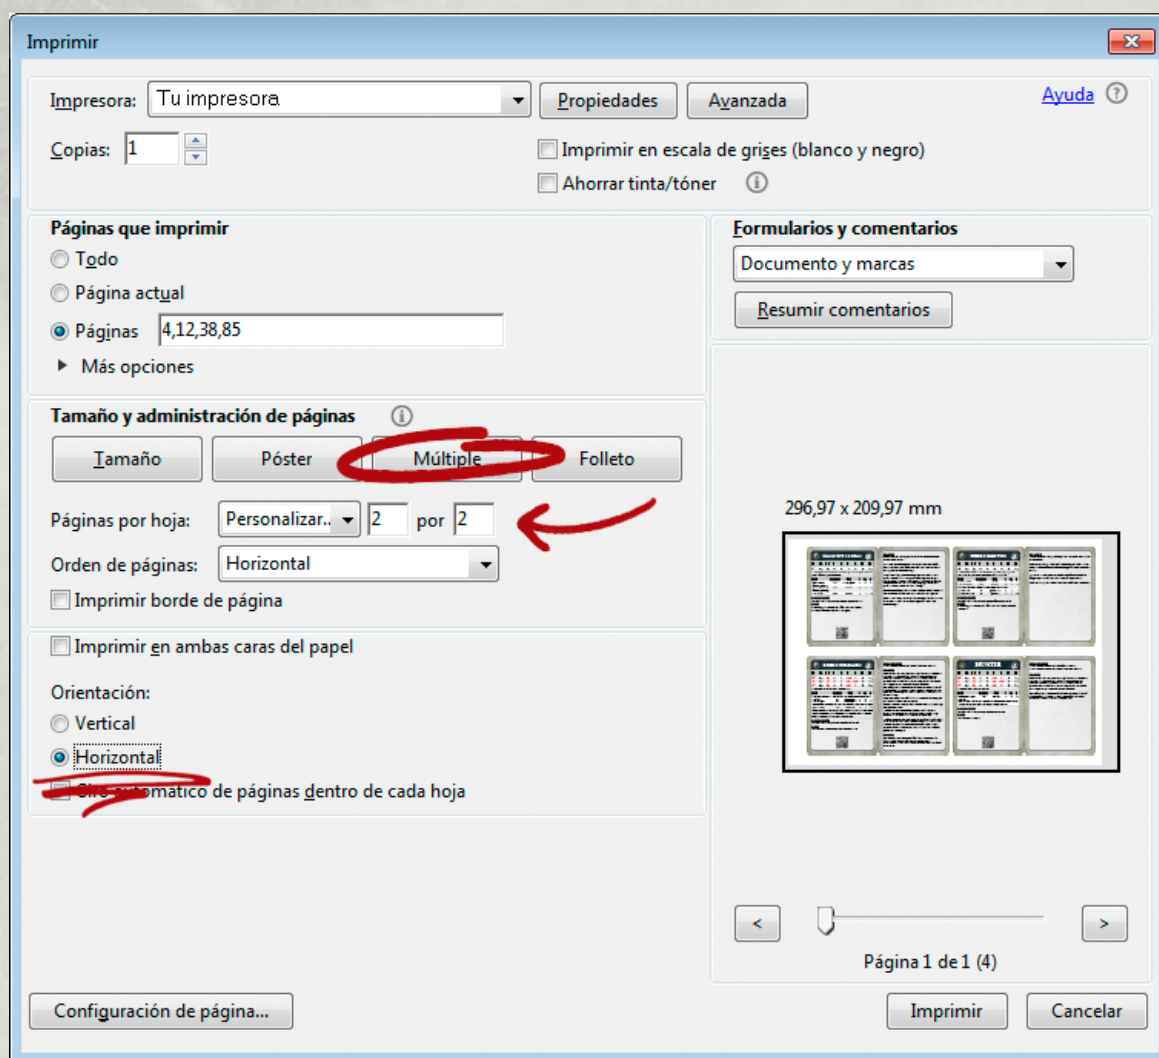 Imprimir
Impresora: Tu impresora Propiedades Avanzada Ayuda ?
Copias: 1
Imprimir en escala de grises (blanco y negro)
Ahorrar tinta/tóner i
Páginas que imprimir
Todo
Página actual
Páginas 4,12,38,85
Más opciones
Formularios y comentarios
Documento y marcas
Resumir comentarios
Tamaño y administración de páginas i
Tamaño Póster Múltiple Folleto
Páginas por hoja: Personalizar.. 2 por 2
Orden de páginas: Horizontal
Imprimir borde de página
Imprimir en ambas caras del papel
Orientación:
Vertical
Horizontal
Giro automático de páginas dentro de cada hoja
296,97 x 209,97 mm
< >
Página 1 de 1 (4)
Configuración de página... Imprimir Cancelar